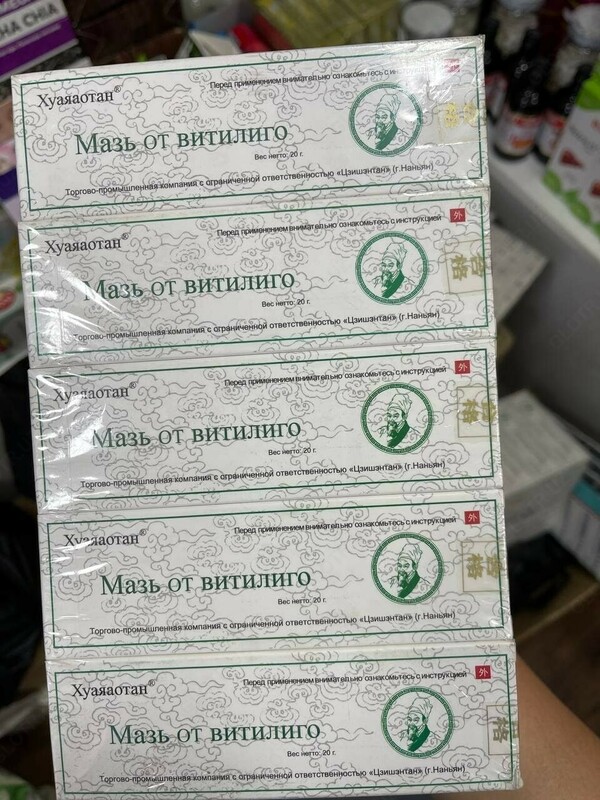 CHIA
Хуаяаотан®
Перед применением внимательно ознакомьтесь с и
Мазь от витилиго
Вес нетто: 20 г.
Торгово-промышленная компания с ограниченной ответственностью «Цзишэнтан» (г.Наньян)
Хуаяаотан®
Перед применением внимательно ознакомьтесь с инструкцией
外
Мазь от витилиго
Вес нетто: 20 г.
Торгово-промышленная компания с ограниченной ответственностью «Цзишэнтан» (г.Наньян)
Хуаяаотан®
Перед применением внимательно ознакомьтесь с инструкцией
外
Мазь от витилиго
Вес нетто: 20 г.
Торгово-промышленная компания с ограниченной ответственностью «Цзишэнтан» (г.Наньян)
Хуаяаотан®
Перед применением внимательно ознакомьтесь с инструкцией
外
Мазь от витилиго
Вес нетто: 20 г.
Торгово-промышленная компания с ограниченной ответственностью «Цзишэнтан» (г.Наньян)
Хуаяаотан®
Перед применением внимательно ознакомьтесь с инструкцией
外
Мазь от витилиго
Вес нетто: 20 г.
格
Торгово-промышленная компания с ограниченной ответственностью «Цзишэнтан» (г.Наньян)